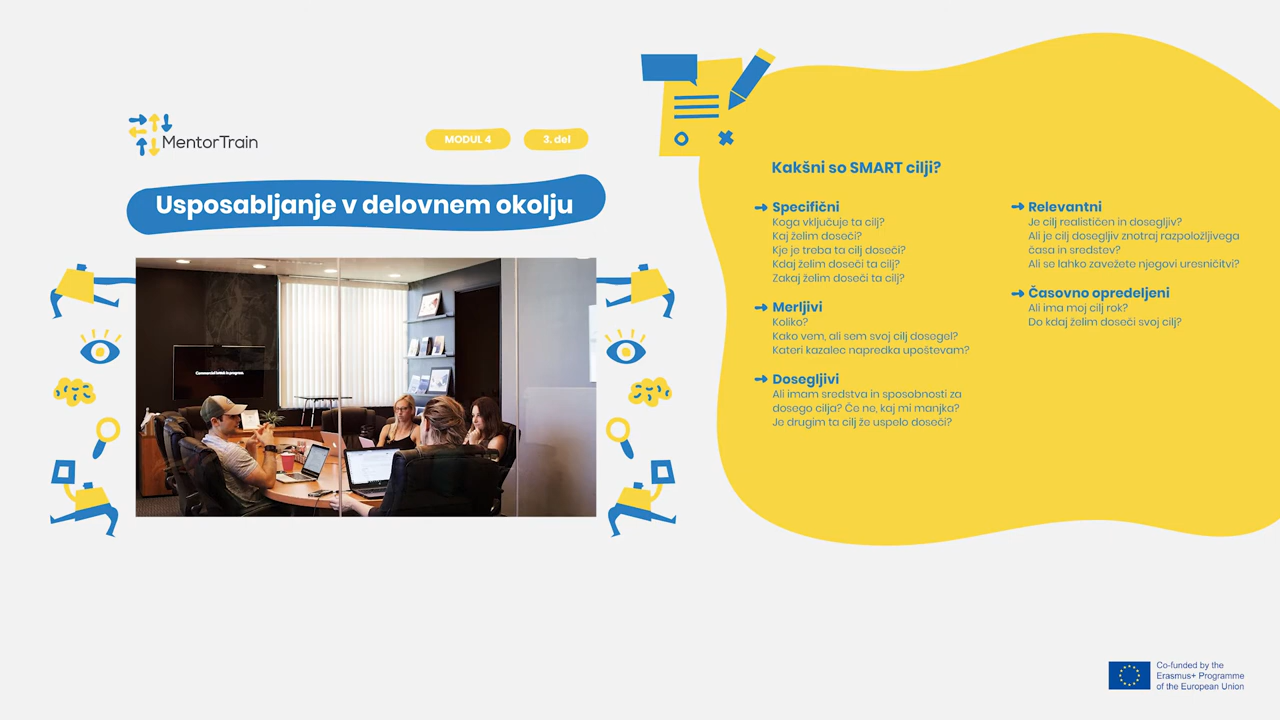 MentorTrain
MODUL 4
3. del
Usposabljanje v delovnem okolju
Kakšni so SMART cilji?
Specifični
Koga vključuje ta cilj?
Kaj želim doseči?
Kje je treba ta cilj doseči?
Kdaj želim doseči ta cilj?
Zakaj želim doseči ta cilj?
Merljivi
Koliko?
Kako vem, ali sem svoj cilj dosegel?
Kateri kazalec napredka upoštevam?
Dosegljivi
Ali imam sredstva in sposobnosti za
dosego cilja? Če ne, kaj mi manjka?
Je drugim ta cilj že uspelo doseči?
Relevantni
Je cilj realističen in dosegljiv?
Ali je cilj dosegljiv znotraj razpoložljivega
časa in sredstev?
Ali se lahko zavežete njegovi uresničitvi?
Časovno opredeljeni
Ali ima moj cilj rok?
Do kdaj želim doseči svoj cilj?
Co-funded by the
Erasmus+ Programme
of the European Union